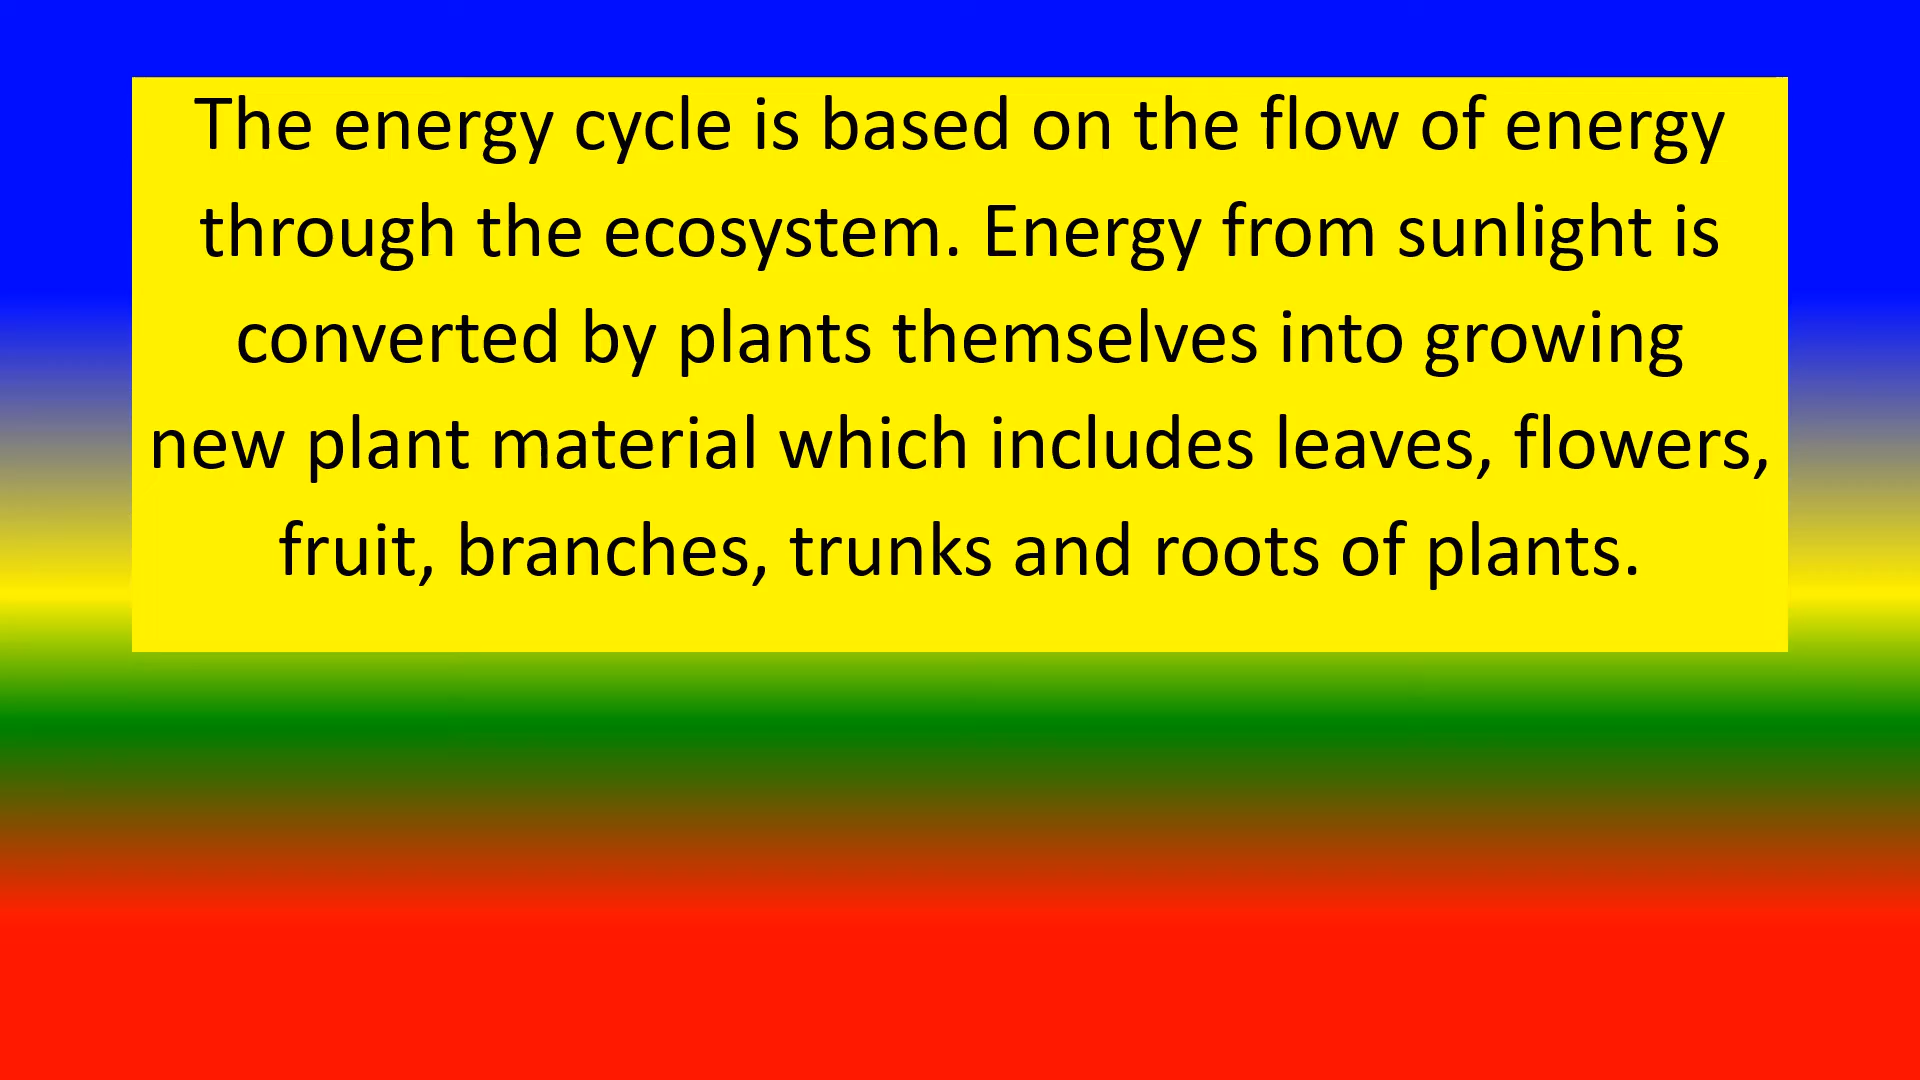 The energy cycle is based on the flow of energy
through the ecosystem. Energy from sunlight is
converted by plants themselves into growing
new plant material which includes leaves, flowers,
fruit, branches, trunks and roots of plants.